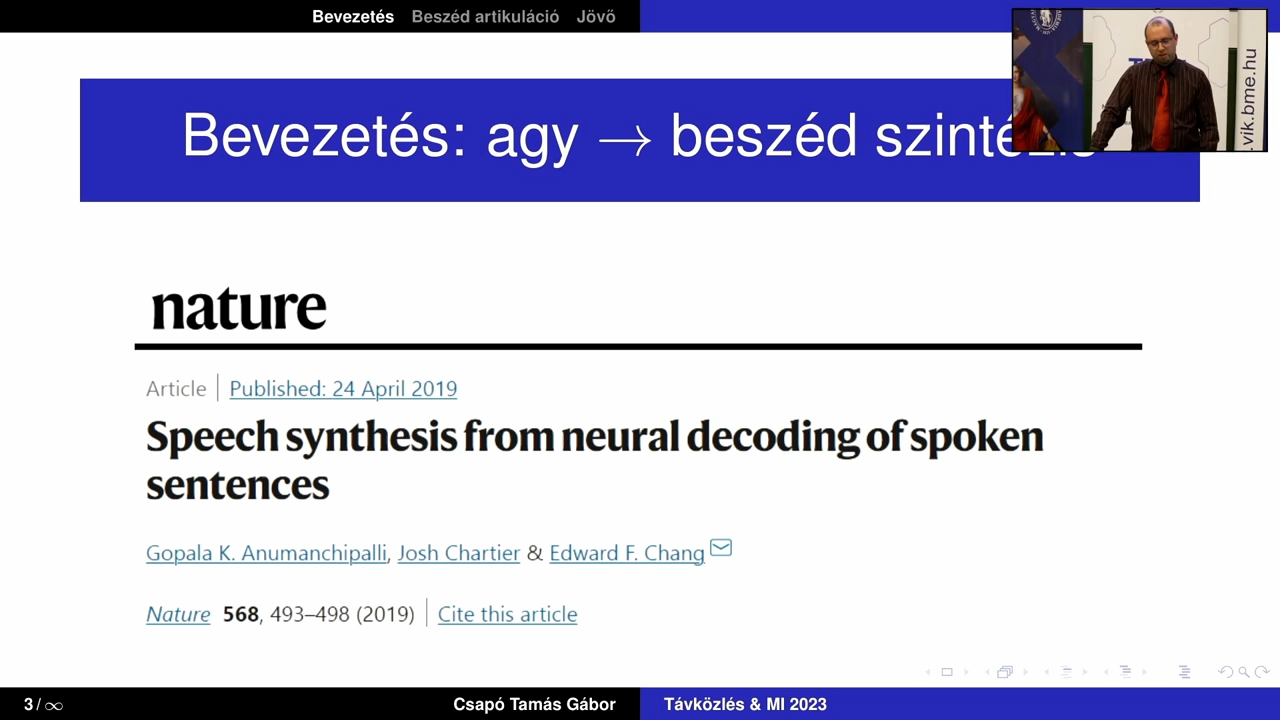 Bevezetés Beszéd artikuláció Jövő
Bevezetés: agy → beszéd
.vik.bme.hu
nature
Article | Published: 24 April 2019
Speech synthesis from neural decoding of spoken
sentences
Gopala K. Anumanchipalli, Josh Chartier & Edward F. Chang
Nature 568, 493–498 (2019) | Cite this article
3 / ∞ Csapó Tamás Gábor Távközlés & MI 2023